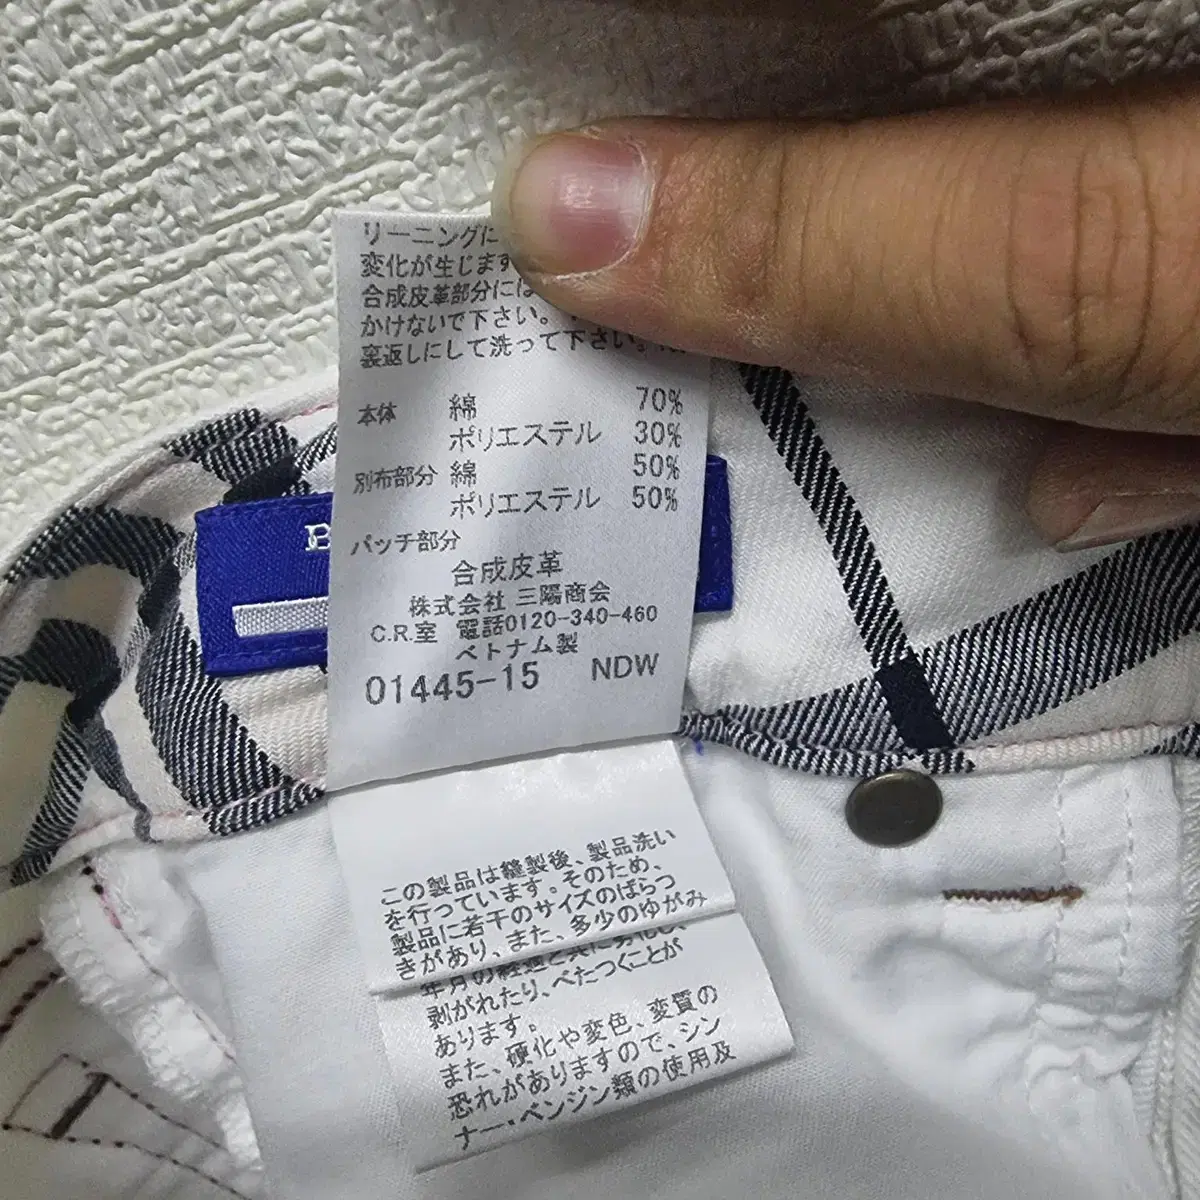 リーニングに
変化が生じます
合成皮革部分には
かけないで下さい。
裏返しにして洗って下さい。
本体 綿 70%
ポリエステル 30%
別布部分 綿 50%
ポリエステル 50%
パッチ部分
合成皮革
株式会社 三陽商会
C.R.室 電話0120-340-460
ベトナム製
01445-15 NDW
B
この製品は縫製後、製品洗い
を行っています。そのため、
製品に若干のサイズのばらつ
きがあり、また、多少のゆがみ
年月の経過と共に劣化し、
剥がれたり、べたつくことが
あります。
また、硬化や変色、変質の
恐れがありますので、シン
ナー・ベンジン類の使用及